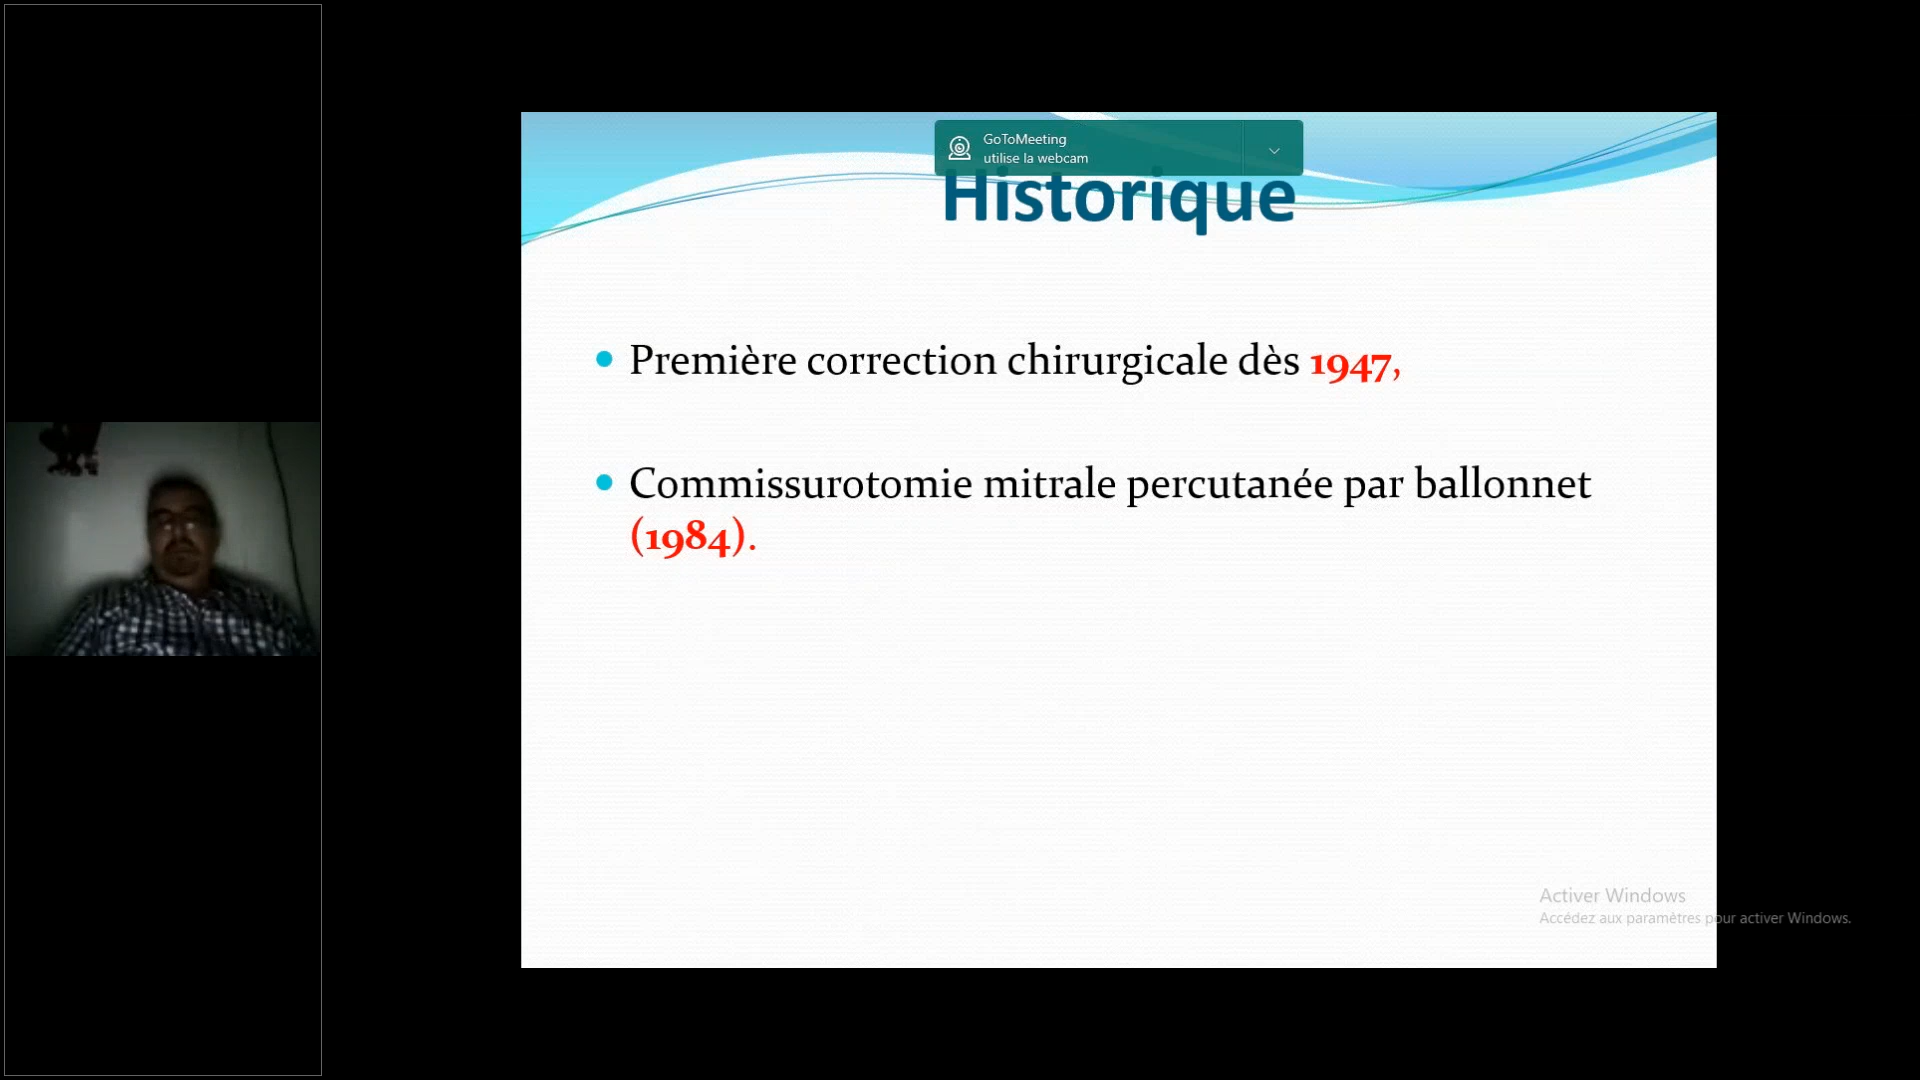 GoToMeeting
utilise la webcam
Historique
• Première correction chirurgicale dès 1947,
• Commissurotomie mitrale percutanée par ballonnet
(1984).
Activer Windows
Accédez aux paramètres pour activer Windows.